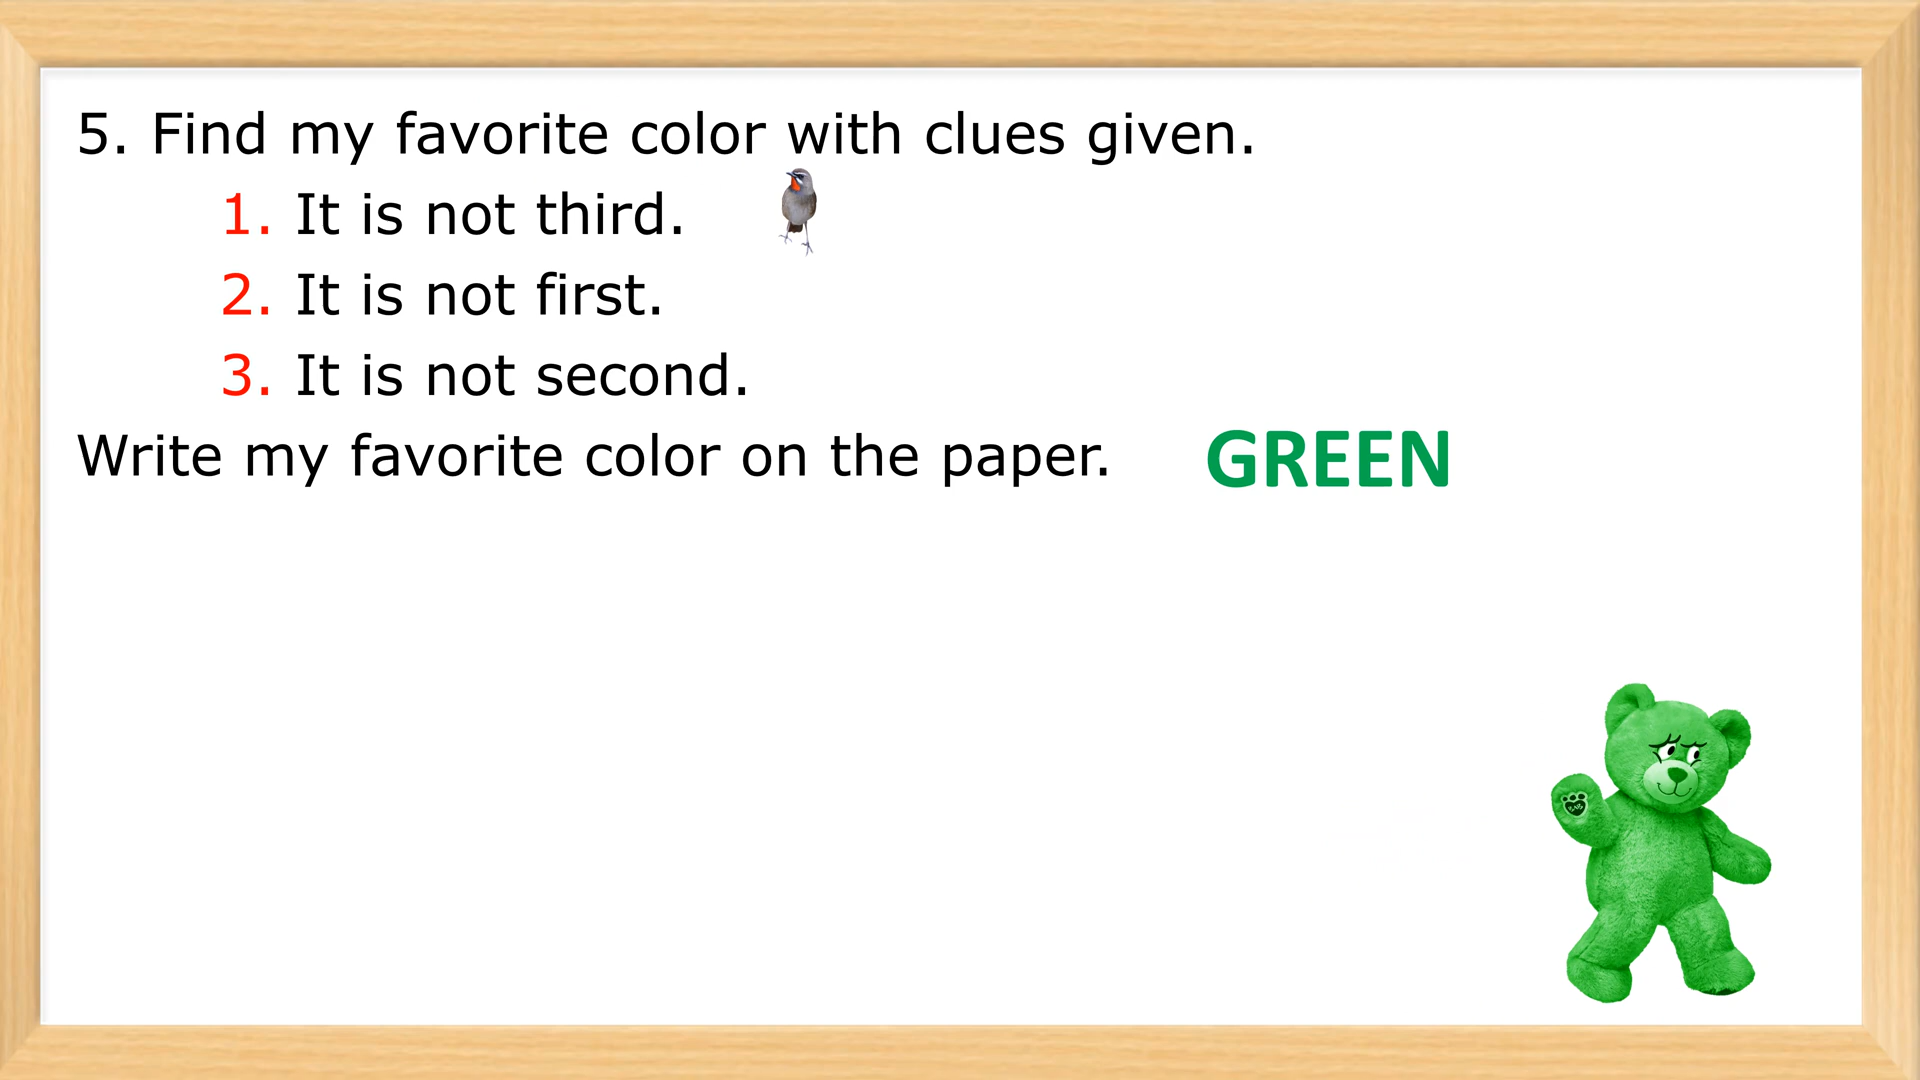 5. Find my favorite color with clues given.
1. It is not third.
2. It is not first.
3. It is not second.
Write my favorite color on the paper. GREEN